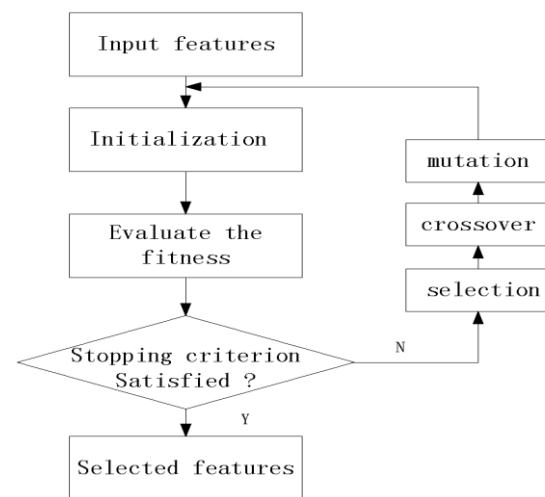 Input features
Initialization
Evaluate the
fitness
Stopping criterion
Satisfied ?
N
Y
Selected features
mutation
crossover
selection